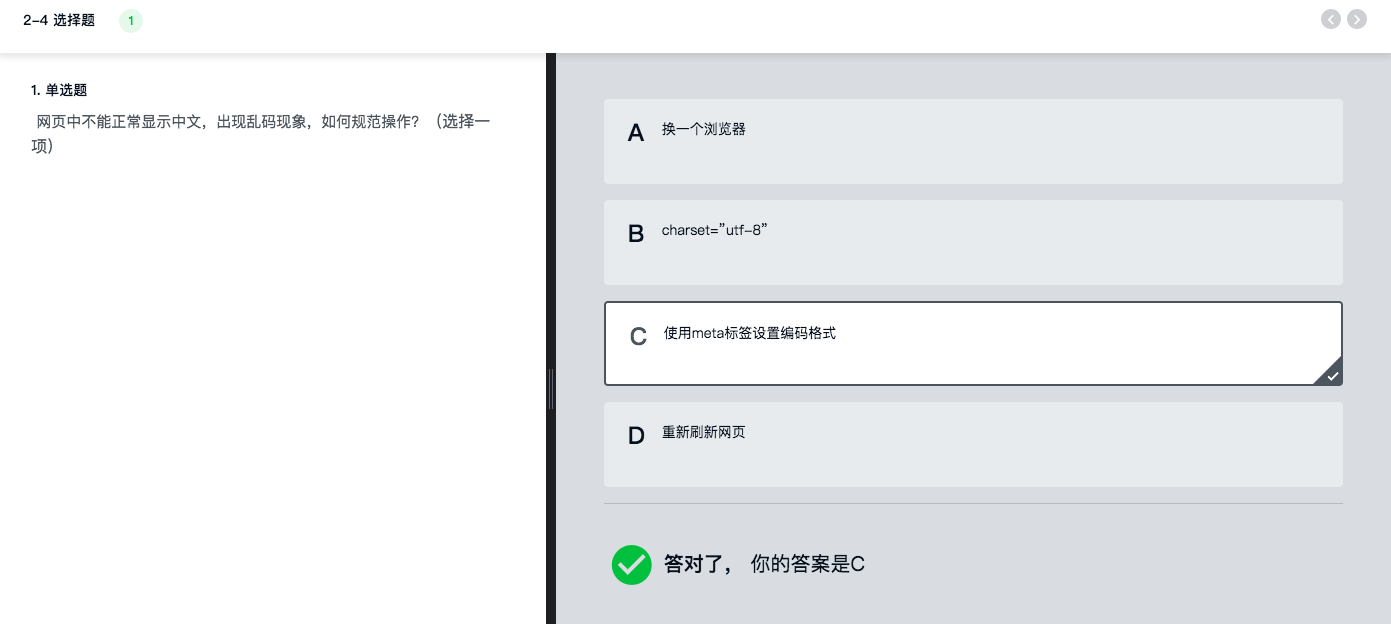 2-4 选择题 1
1. 单选题
网页中不能正常显示中文，出现乱码现象，如何规范操作？（选择一
项）
A 换一个浏览器
B charset=”utf-8”
C 使用meta标签设置编码格式
D 重新刷新网页
答对了， 你的答案是C